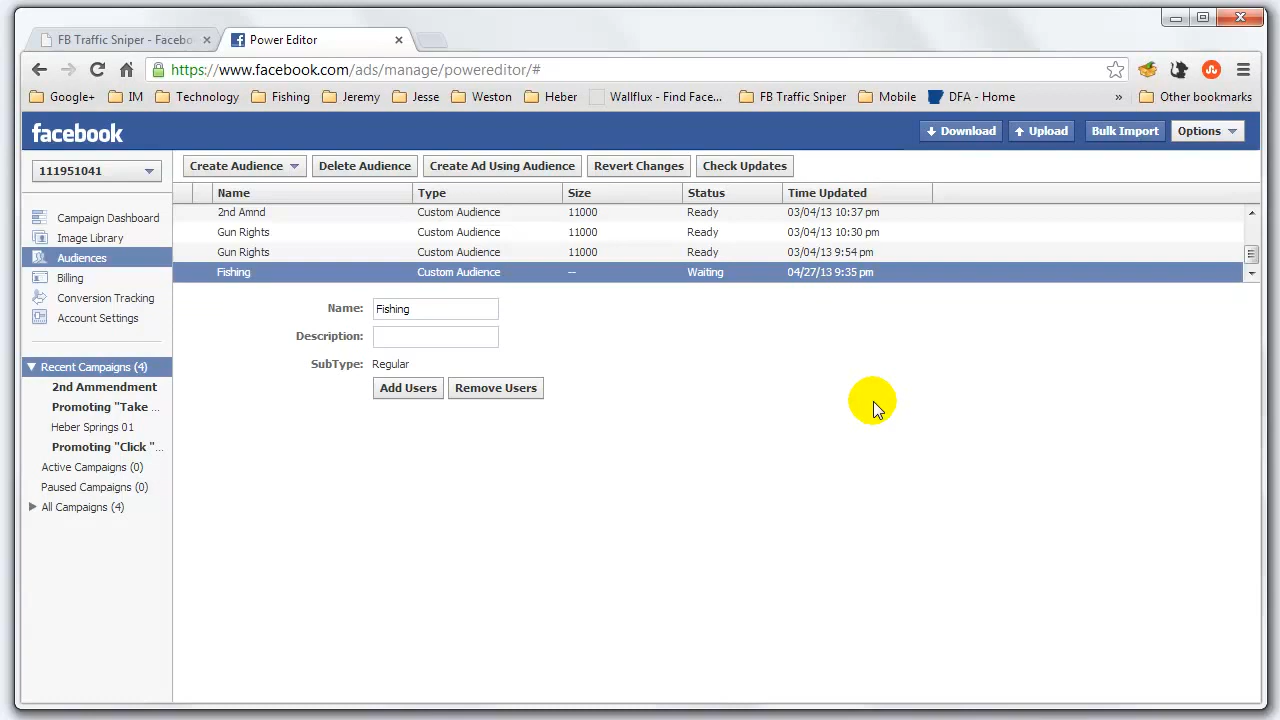 FB Traffic Sniper - Facebo
Power Editor
https://www.facebook.com/ads/manage/powereditor/#
Google+ IM Technology Fishing Jeremy Jesse Weston Heber Wallflux - Find Face... FB Traffic Sniper Mobile DFA - Home » Other bookmarks
facebook
Download Upload Bulk Import Options
111951041
Create Audience Delete Audience Create Ad Using Audience Revert Changes Check Updates
Name Type Size Status Time Updated
2nd Amnd Custom Audience 11000 Ready 03/04/13 10:37 pm
Gun Rights Custom Audience 11000 Ready 03/04/13 10:30 pm
Gun Rights Custom Audience 11000 Ready 03/04/13 9:54 pm
Fishing Custom Audience -- Waiting 04/27/13 9:35 pm
Campaign Dashboard
Image Library
Audiences
Billing
Conversion Tracking
Account Settings
Recent Campaigns (4)
2nd Ammendment
Promoting "Take ...
Heber Springs 01
Promoting "Click "...
Active Campaigns (0)
Paused Campaigns (0)
All Campaigns (4)
Name: Fishing
Description:
SubType: Regular
Add Users Remove Users